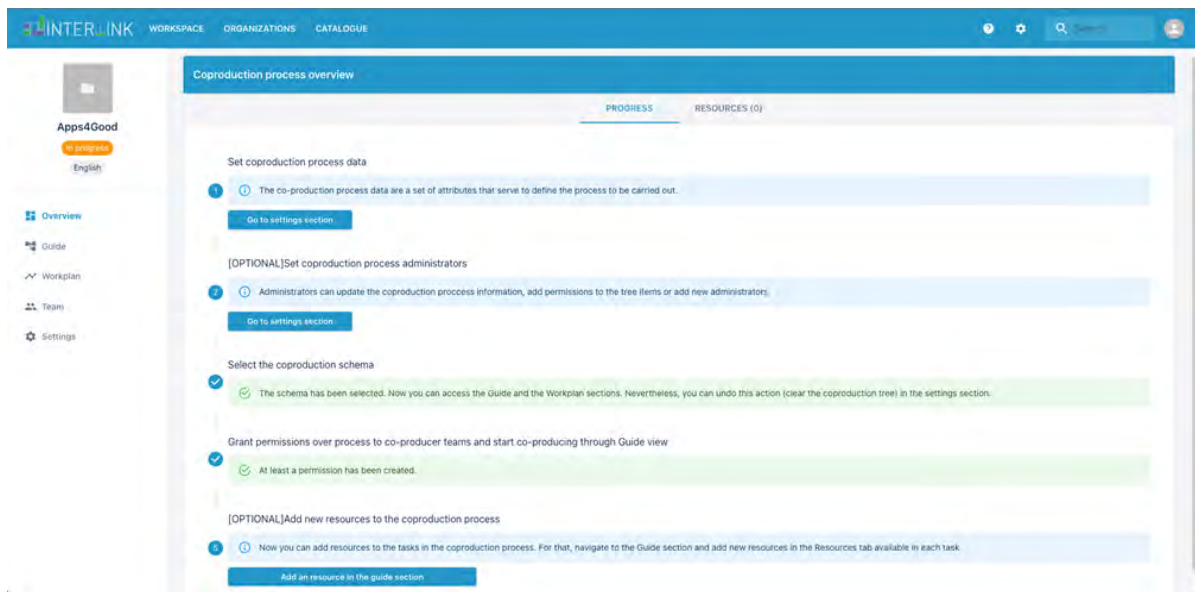 INTERLINK WORKSPACE ORGANIZATIONS CATALOGUE Search
Coproduction process overview
PROGRESS RESOURCES (0)
Apps4Good
In progress
English
Overview
Guide
Workplan
Team
Settings
Set coproduction process data
1 The co-production process data are a set of attributes that serve to define the process to be carried out.
Go to settings section
[OPTIONAL]Set coproduction process administrators
2 Administrators can update the coproduction proccess information, add permissions to the tree items or add new administrators.
Go to settings section
Select the coproduction schema
The schema has been selected. Now you can access the Guide and the Workplan sections. Nevertheless, you can undo this action (clear the coproduction tree) in the settings section.
Grant permissions over process to co-producer teams and start co-producing through Guide view
At least a permission has been created.
[OPTIONAL]Add new resources to the coproduction process
5 Now you can add resources to the tasks in the coproduction process. For that, navigate to the Guide section and add new resources in the Resources tab available in each task
Add an resource in the guide section